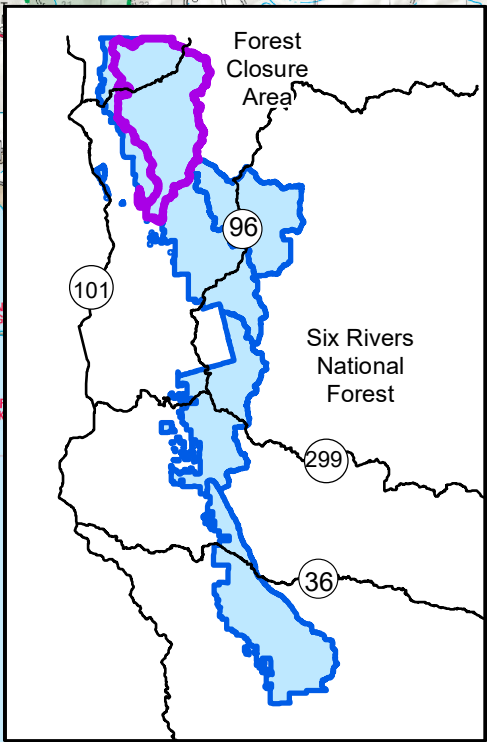 Forest
Closure
Area
96
101
Six Rivers
National
Forest
299
36